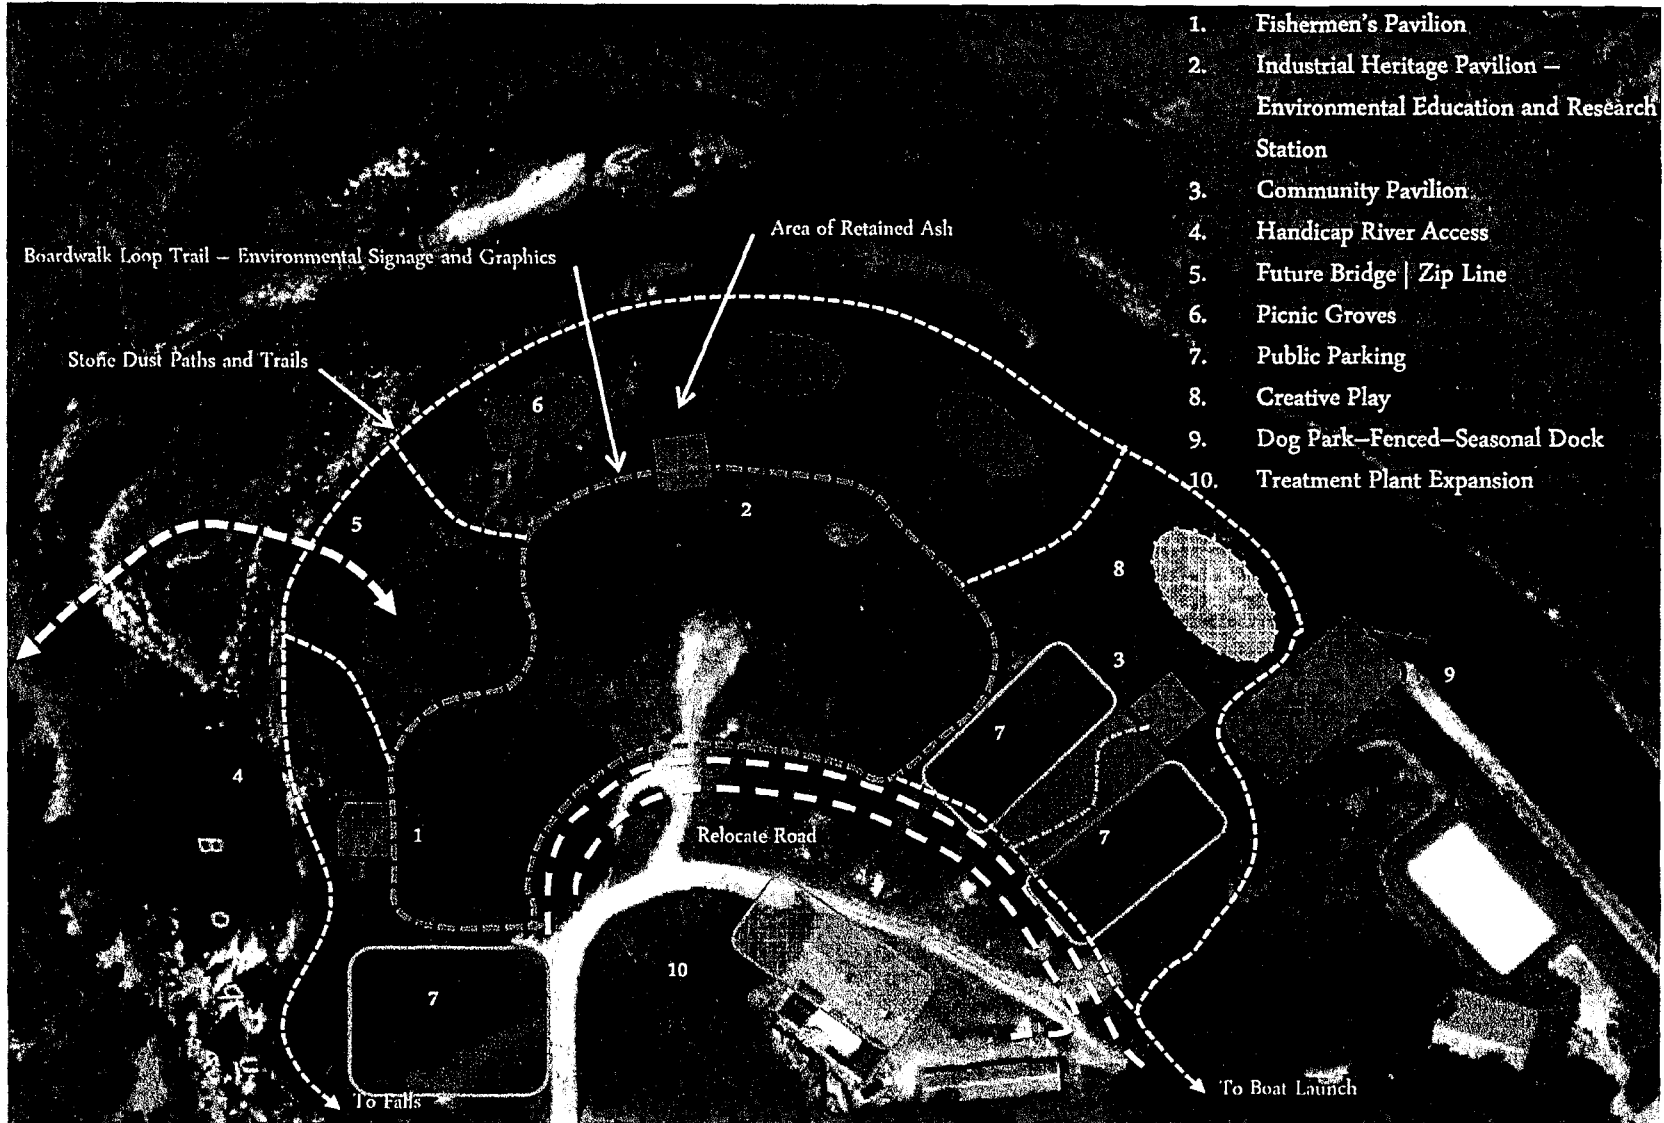 1. Fishermen's Pavilion
2. Industrial Heritage Pavilion –
Environmental Education and Research
Station
3. Community Pavilion
4. Handicap River Access
5. Future Bridge | Zip Line
6. Picnic Groves
7. Public Parking
8. Creative Play
9. Dog Park–Fenced–Seasonal Dock
10. Treatment Plant Expansion
Area of Retained Ash
Boardwalk Loop Trail – Environmental Signage and Graphics
Stone Dust Paths and Trails
6
2
5
8
3
9
7
4
1
Relocate Road
7
10
7
To Falls
To Boat Launch